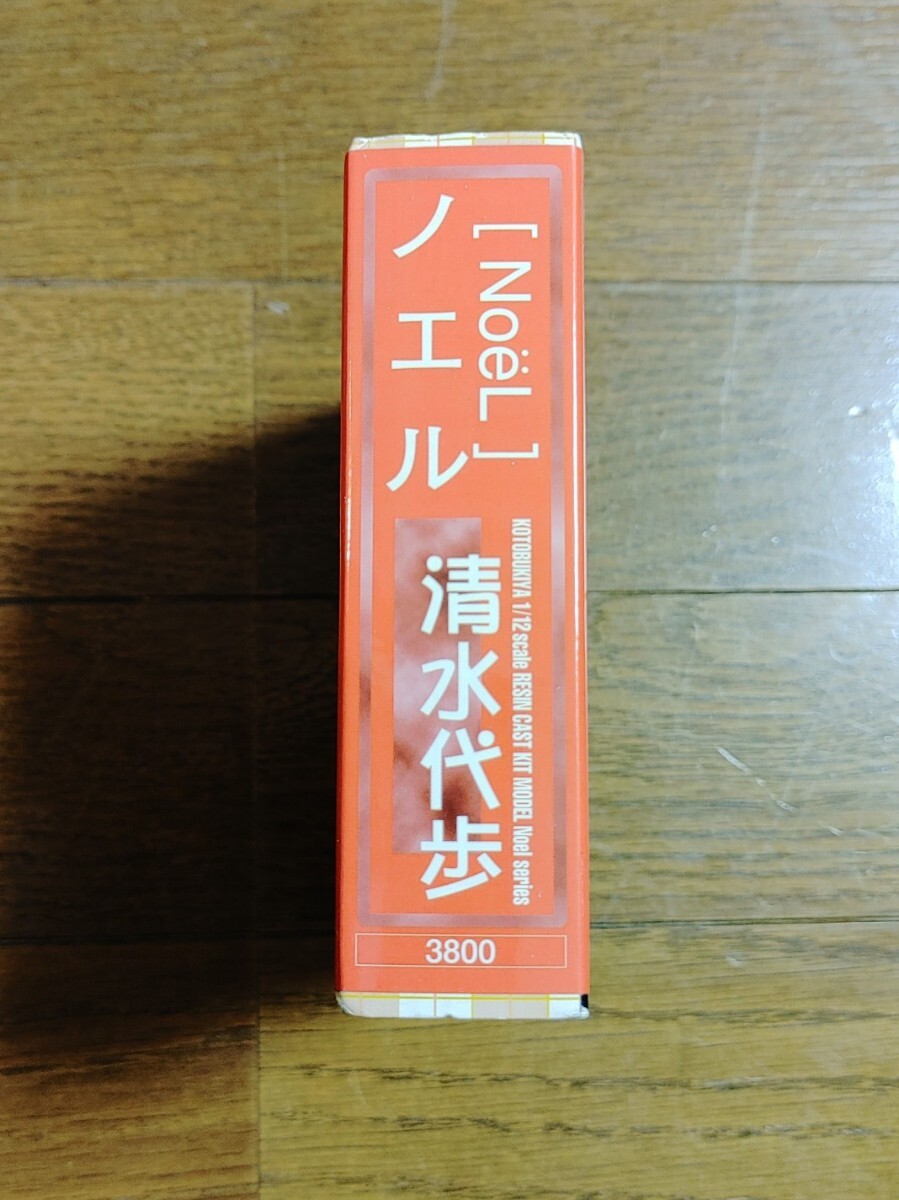 ノエル
[NoëL]
清水代歩
KOTOBUKIYA 1/12 scale RESIN CAST KIT MODEL Noel series
3800